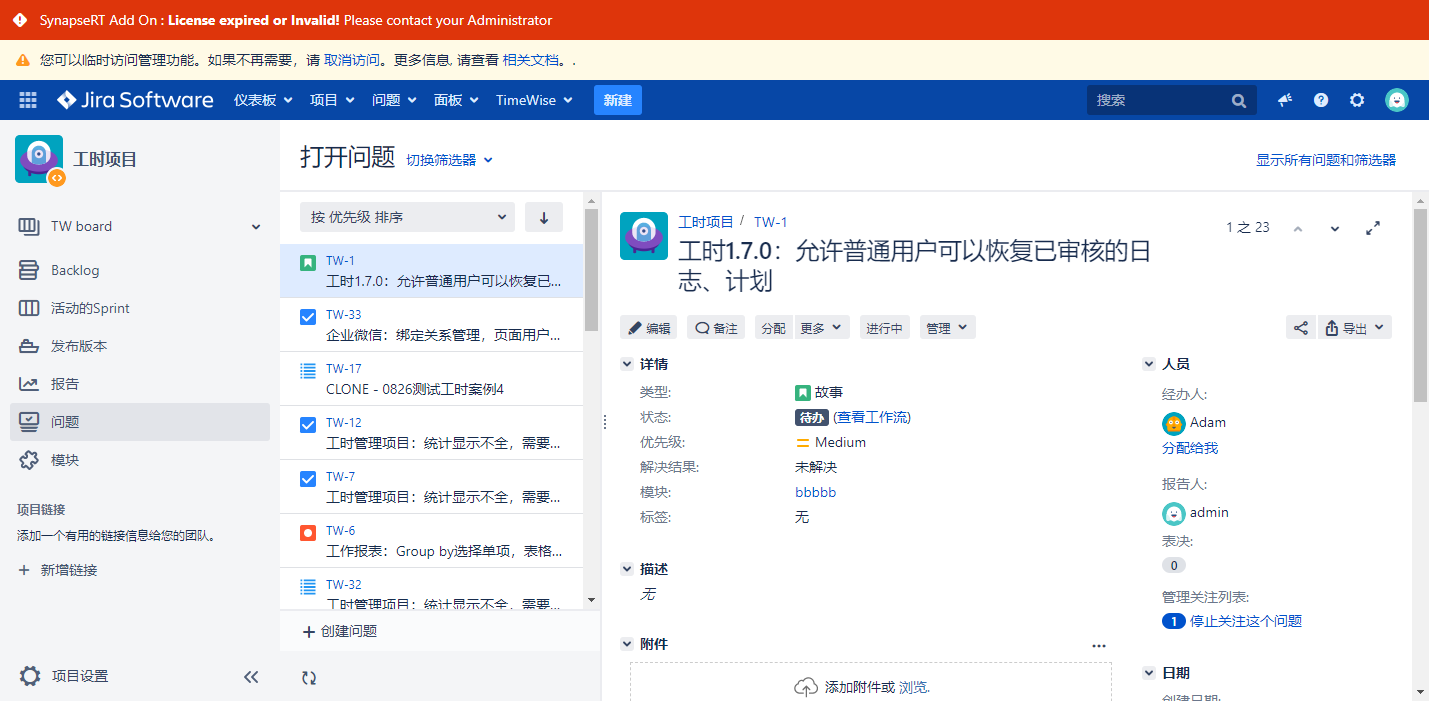 SynapseRT Add On : License expired or Invalid! Please contact your Administrator
您可以临时访问管理功能。如果不再需要，请 取消访问。更多信息, 请查看 相关文档。.
Jira Software 仪表板 项目 问题 面板 TimeWise 新建 搜索
工时项目
TW board
Backlog
活动的Sprint
发布版本
报告
问题
模块
项目链接
添加一个有用的链接信息给您的团队。
+ 新增链接
项目设置
打开问题 切换筛选器
显示所有问题和筛选器
按 优先级 排序
TW-1
工时1.7.0：允许普通用户可以恢复已...
TW-33
企业微信：绑定关系管理，页面用户...
TW-17
CLONE - 0826测试工时案例4
TW-12
工时管理项目：统计显示不全，需要...
TW-7
工时管理项目：统计显示不全，需要...
TW-6
工作报表：Group by选择单项，表格...
TW-32
工时管理项目：统计显示不全，需要...
+ 创建问题
工时项目 / TW-1
1 之 23
工时1.7.0：允许普通用户可以恢复已审核的日
志、计划
编辑 备注 分配 更多 进行中 管理 导出
详情
类型: 故事
状态: 待办 (查看工作流)
优先级: Medium
解决结果: 未解决
模块: bbbbb
标签: 无
描述
无
附件
添加附件或 浏览.
人员
经办人:
Adam
分配给我
报告人:
admin
表决:
0
管理关注列表:
1 停止关注这个问题
日期
创建日期: